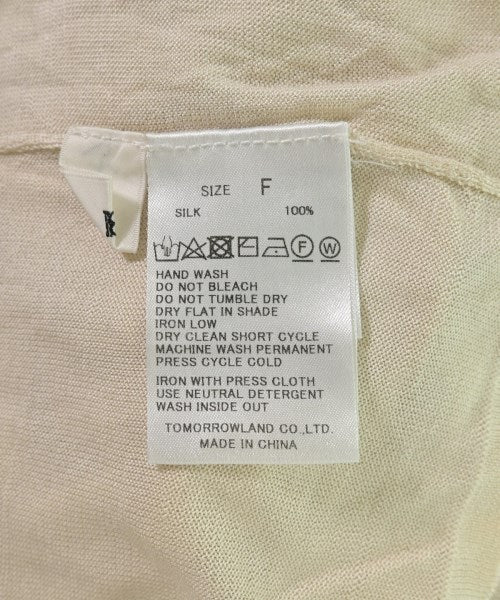 SIZE F
SILK 100%
F W
HAND WASH
DO NOT BLEACH
DO NOT TUMBLE DRY
DRY FLAT IN SHADE
IRON LOW
DRY CLEAN SHORT CYCLE
MACHINE WASH PERMANENT
PRESS CYCLE COLD
IRON WITH PRESS CLOTH
USE NEUTRAL DETERGENT
WASH INSIDE OUT
TOMORROWLAND CO.,LTD.
MADE IN CHINA